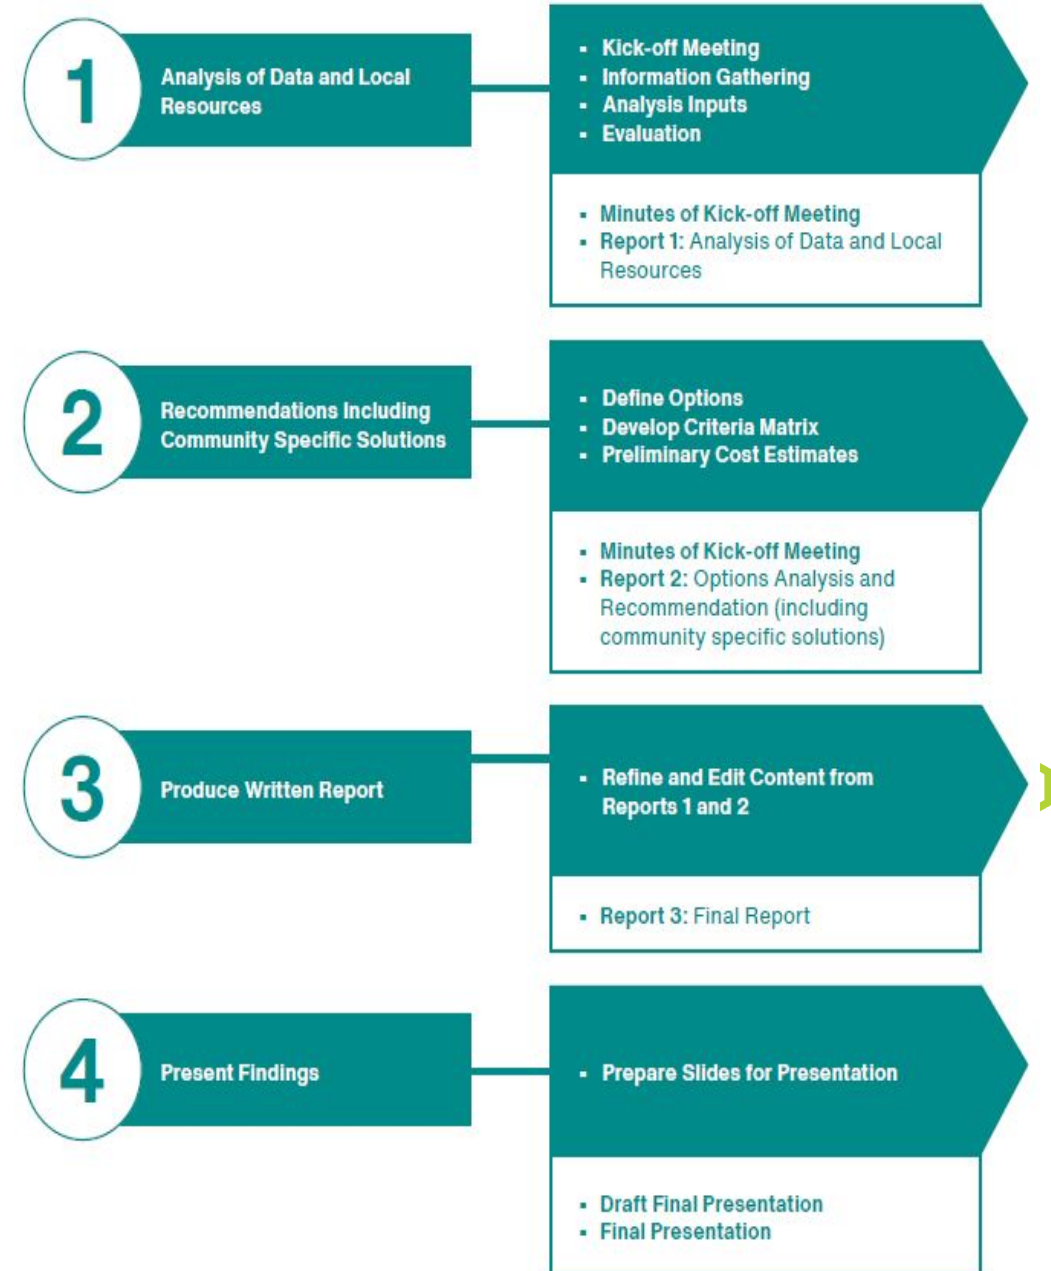 1
Analysis of Data and Local
Resources
▪ Kick-off Meeting
▪ Information Gathering
▪ Analysis Inputs
▪ Evaluation
▪ Minutes of Kick-off Meeting
▪ Report 1: Analysis of Data and Local
Resources
2
Recommendations Including
Community Specific Solutions
▪ Define Options
▪ Develop Criteria Matrix
▪ Preliminary Cost Estimates
▪ Minutes of Kick-off Meeting
▪ Report 2: Options Analysis and
Recommendation (including
community specific solutions)
3
Produce Written Report
▪ Refine and Edit Content from
Reports 1 and 2
▪ Report 3: Final Report
4
Present Findings
▪ Prepare Slides for Presentation
▪ Draft Final Presentation
▪ Final Presentation